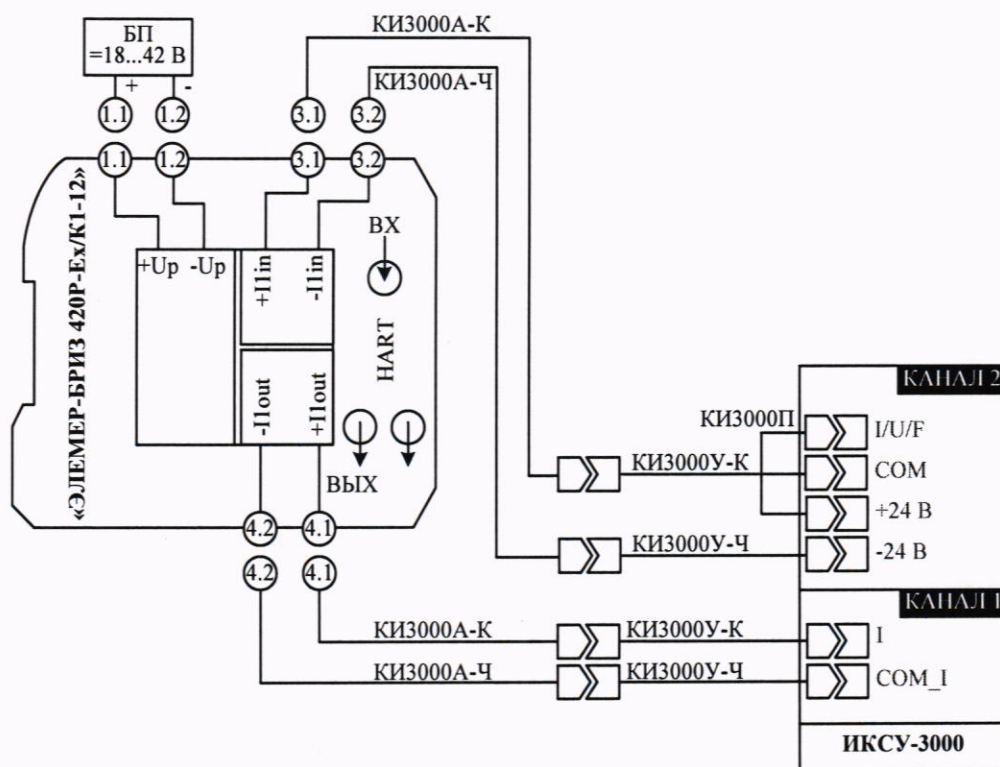 БП
=18...42 В
+ -
КИ3000А-К
КИ3000А-Ч
1.1 1.2 3.1 3.2
1.1 1.2 3.1 3.2
«ЭЛЕМЕР-БРИЗ 420Р-Ex/К1-12»
+Up -Up
+I1in
-I1in
ВХ
HART
-I1out
+I1out
ВЫХ
4.2 4.1
4.2 4.1
КАНАЛ 2
КИ3000П
I/U/F
КИ3000У-К
COM
+24 В
КИ3000У-Ч
-24 В
КАНАЛ 1
КИ3000А-К
КИ3000У-К
I
КИ3000А-Ч
КИ3000У-Ч
COM_I
ИКСУ-3000